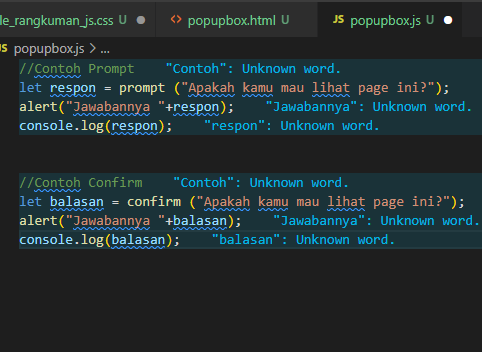 le_rangkuman_js.css U ● <> popupbox.html U JS popupbox.js U ●
JS popupbox.js > ...
//Contoh Prompt "Contoh": Unknown word.
let respon = prompt ("Apakah kamu mau lihat page ini?");
alert("Jawabannya "+respon); "Jawabannya": Unknown word.
console.log(respon); "respon": Unknown word.
//Contoh Confirm "Contoh": Unknown word.
let balasan = confirm ("Apakah kamu mau lihat page ini?");
alert("Jawabannya "+balasan); "Jawabannya": Unknown word.
console.log(balasan); "balasan": Unknown word.